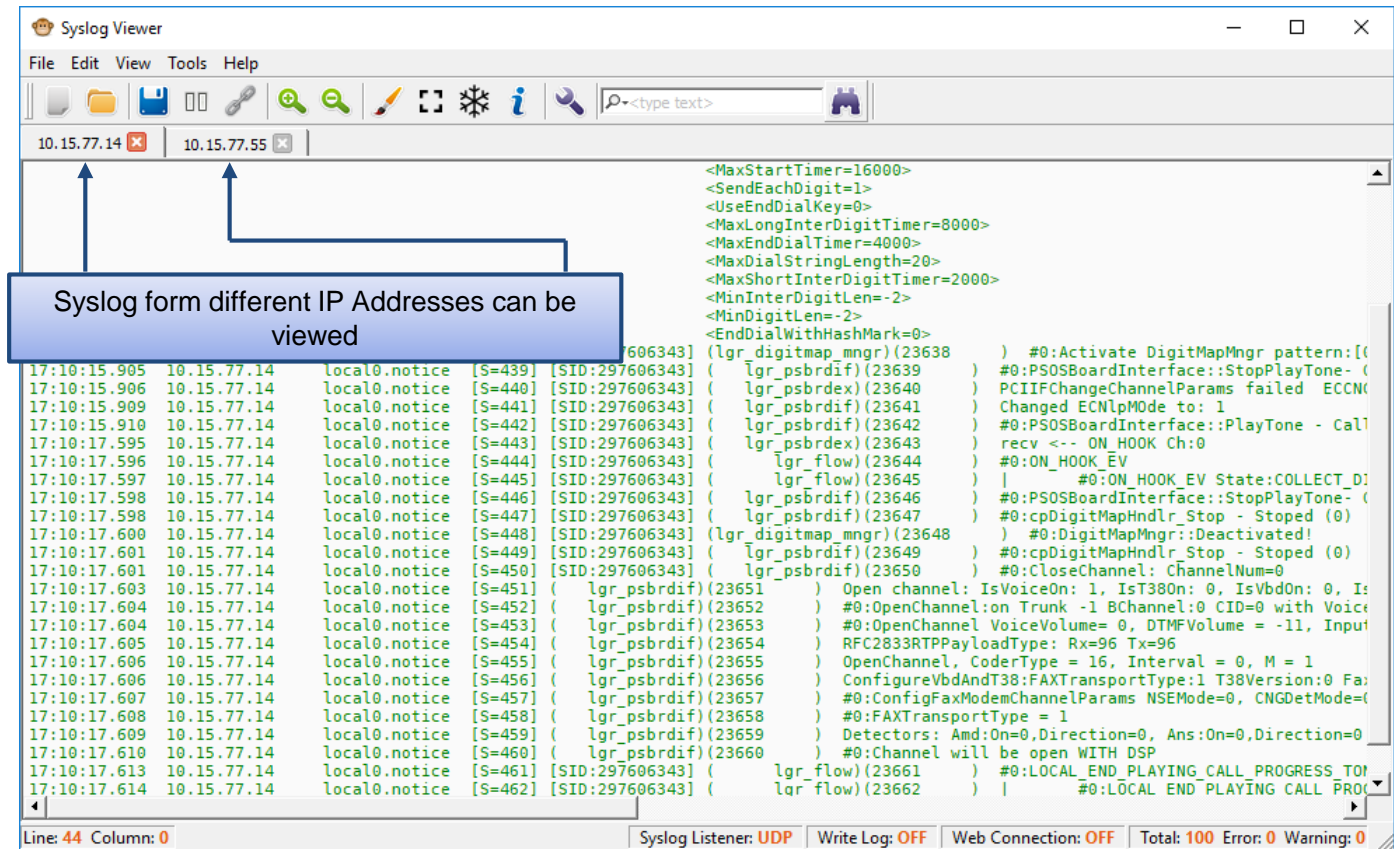 Syslog Viewer
File Edit View Tools Help
<type text>
10.15.77.14 10.15.77.55
<MaxStartTimer=16000>
<SendEachDigit=1>
<UseEndDialKey=0>
<MaxLongInterDigitTimer=8000>
<MaxEndDialTimer=4000>
<MaxDialStringLength=20>
<MaxShortInterDigitTimer=2000>
<MinInterDigitLen=-2>
<MinDigitLen=-2>
<EndDialWithHashMark=0>
Syslog form different IP Addresses can be
viewed
7606343] (lgr_digitmap_mngr)(23638 ) #0:Activate DigitMapMngr pattern:[
17:10:15.905 10.15.77.14 local0.notice [S=439] [SID:297606343] ( lgr_psbrdif)(23639 ) #0:PSOSBoardInterface::StopPlayTone-
17:10:15.906 10.15.77.14 local0.notice [S=440] [SID:297606343] ( lgr_psbrdex)(23640 ) PCIIFChangeChannelParams failed
17:10:15.909 10.15.77.14 local0.notice [S=441] [SID:297606343] ( lgr_psbrdif)(23641 ) Changed ECNlpMOde to: 1
17:10:15.910 10.15.77.14 local0.notice [S=442] [SID:297606343] ( lgr_psbrdif)(23642 ) #0:PSOSBoardInterface::PlayTone - Call
17:10:17.595 10.15.77.14 local0.notice [S=443] [SID:297606343] ( lgr_psbrdex)(23643 ) recv <-- ON_HOOK Ch:0
17:10:17.596 10.15.77.14 local0.notice [S=444] [SID:297606343] ( lgr_flow)(23644 ) #0:ON_HOOK_EV
17:10:17.597 10.15.77.14 local0.notice [S=445] [SID:297606343] ( lgr_flow)(23645 ) | #0:ON_HOOK_EV State:COLLECT_DI
17:10:17.598 10.15.77.14 local0.notice [S=446] [SID:297606343] ( lgr_psbrdif)(23646 ) #0:PSOSBoardInterface::StopPlayTone-
17:10:17.598 10.15.77.14 local0.notice [S=447] [SID:297606343] ( lgr_psbrdif)(23647 ) #0:cpDigitMapHndlr_Stop - Stoped (0)
17:10:17.600 10.15.77.14 local0.notice [S=448] [SID:297606343] (lgr_digitmap_mngr)(23648 ) #0:DigitMapMngr::Deactivated!
17:10:17.601 10.15.77.14 local0.notice [S=449] [SID:297606343] ( lgr_psbrdif)(23649 ) #0:cpDigitMapHndlr_Stop - Stoped (0)
17:10:17.601 10.15.77.14 local0.notice [S=450] [SID:297606343] ( lgr_psbrdif)(23650 ) #0:CloseChannel: ChannelNum=0
17:10:17.603 10.15.77.14 local0.notice [S=451] ( lgr_psbrdif)(23651 ) Open channel: IsVoiceOn: 1, IsT38On: 0, IsVbdOn: 0, Is
17:10:17.604 10.15.77.14 local0.notice [S=452] ( lgr_psbrdif)(23652 ) #0:OpenChannel:on Trunk -1 BChannel:0 CID=0 with Voice
17:10:17.604 10.15.77.14 local0.notice [S=453] ( lgr_psbrdif)(23653 ) #0:OpenChannel VoiceVolume= 0, DTMFVolume = -11, Input
17:10:17.605 10.15.77.14 local0.notice [S=454] ( lgr_psbrdif)(23654 ) RFC2833RTPPayloadType: Rx=96 Tx=96
17:10:17.606 10.15.77.14 local0.notice [S=455] ( lgr_psbrdif)(23655 ) OpenChannel, CoderType = 16, Interval = 0, M = 1
17:10:17.606 10.15.77.14 local0.notice [S=456] ( lgr_psbrdif)(23656 ) ConfigureVbdAndT38:FAXTransportType:1 T38Version:0 Fax
17:10:17.607 10.15.77.14 local0.notice [S=457] ( lgr_psbrdif)(23657 ) #0:ConfigFaxModemChannelParams NSEMode=0, CNGDetMode=
17:10:17.608 10.15.77.14 local0.notice [S=458] ( lgr_psbrdif)(23658 ) #0:FAXTransportType = 1
17:10:17.609 10.15.77.14 local0.notice [S=459] ( lgr_psbrdif)(23659 ) Detectors: Amd:On=0,Direction=0, Ans:On=0,Direction=0
17:10:17.610 10.15.77.14 local0.notice [S=460] ( lgr_psbrdif)(23660 ) #0:Channel will be open WITH DSP
17:10:17.613 10.15.77.14 local0.notice [S=461] [SID:297606343] ( lgr_flow)(23661 ) #0:LOCAL_END_PLAYING_CALL_PROGRESS_TON
17:10:17.614 10.15.77.14 local0.notice [S=462] [SID:297606343] ( lgr_flow)(23662 ) | #0:LOCAL_END_PLAYING_CALL_PRO
Line: 44 Column: 0 Syslog Listener: UDP Write Log: OFF Web Connection: OFF Total: 100 Error: 0 Warning: 0